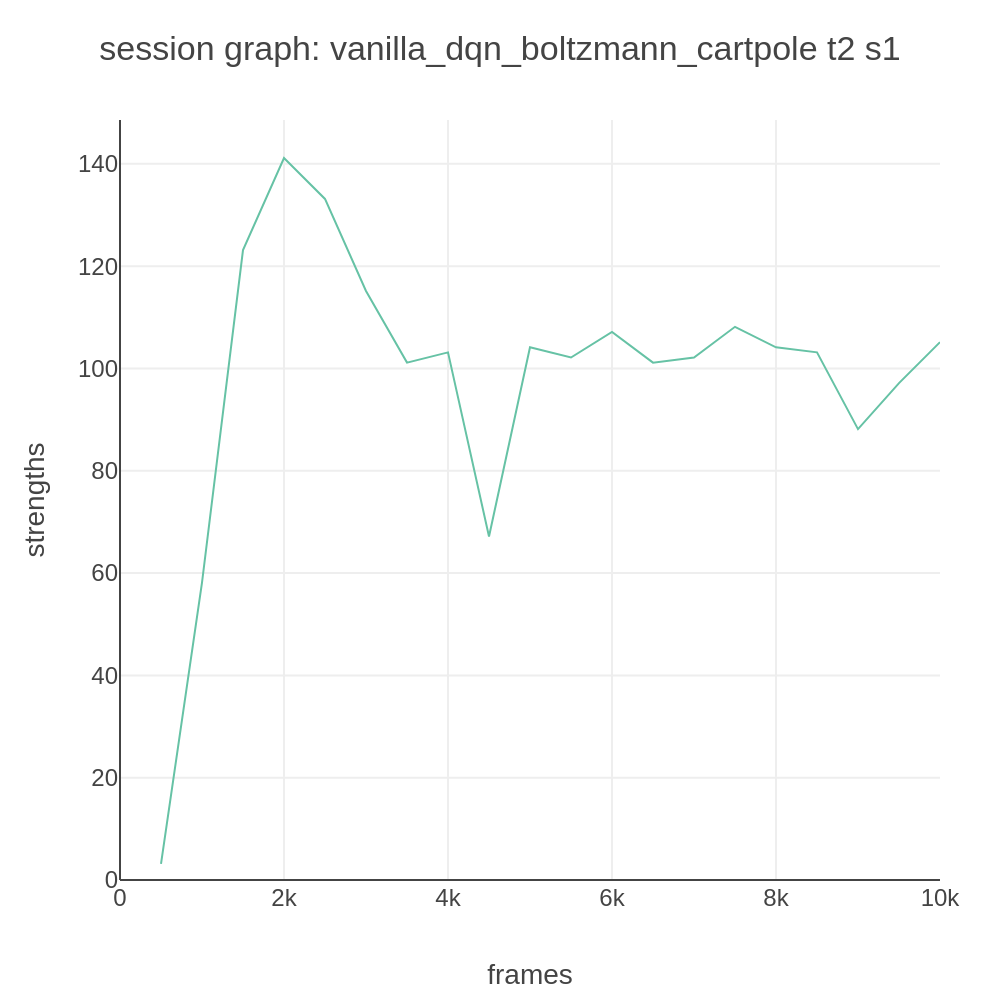 session graph: vanilla_dqn_boltzmann_cartpole t2 s1
140
120
100
80
60
40
20
0
strengths
0 2k 4k 6k 8k 10k
frames